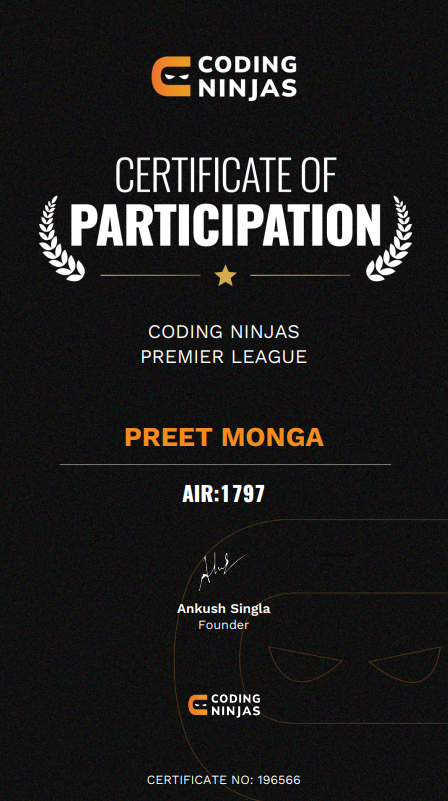 CODING
NINJAS
CERTIFICATE OF
PARTICIPATION
CODING NINJAS
PREMIER LEAGUE
PREET MONGA
AIR:1797
Ankush Singla
Founder
CODING
NINJAS
CERTIFICATE NO: 196566